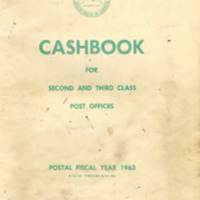 CASHBOOK
FOR
SECOND AND THIRD CLASS
POST OFFICES
POSTAL FISCAL YEAR 1963